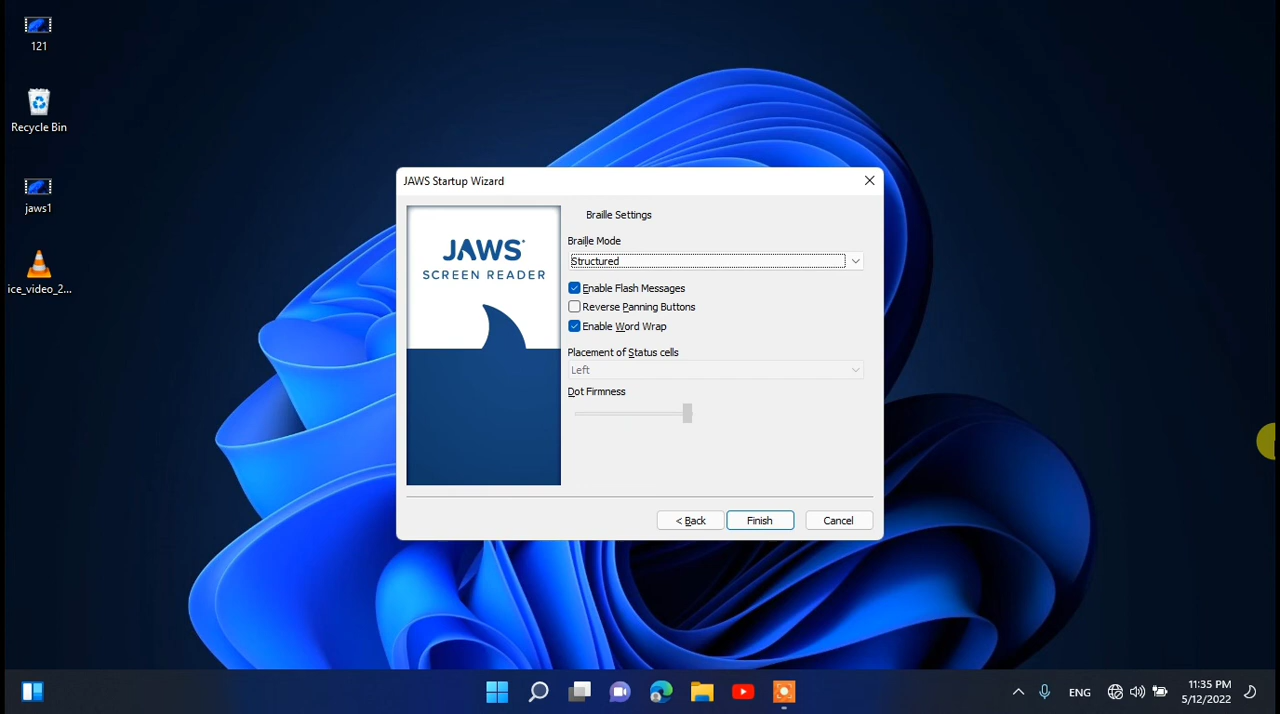 121
Recycle Bin
jaws1
ice_video_2...
JAWS Startup Wizard
JAWS®
SCREEN READER
Braille Settings
Braille Mode
Structured
Enable Flash Messages
Reverse Panning Buttons
Enable Word Wrap
Placement of Status cells
Left
Dot Firmness
< Back
Finish
Cancel
ENG
11:35 PM
5/12/2022